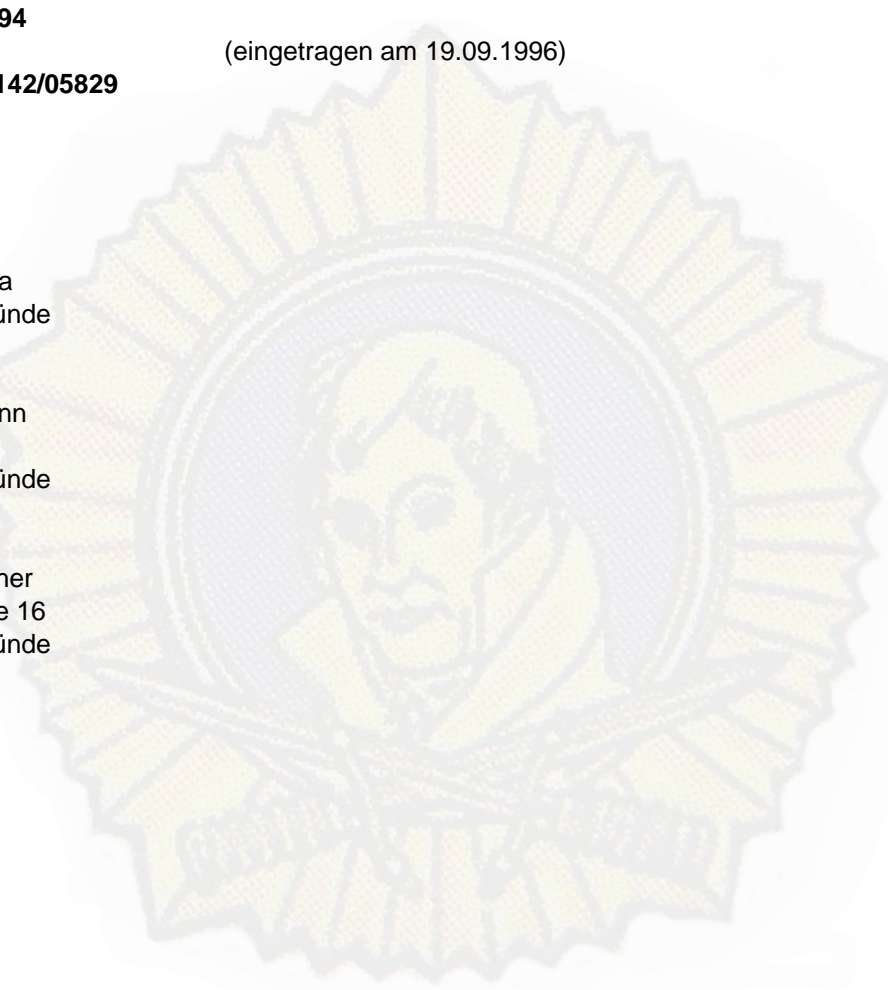 94
(eingetragen am 19.09.1996)
142/05829
a
ünde
nn
ünde
ner
e 16
ünde